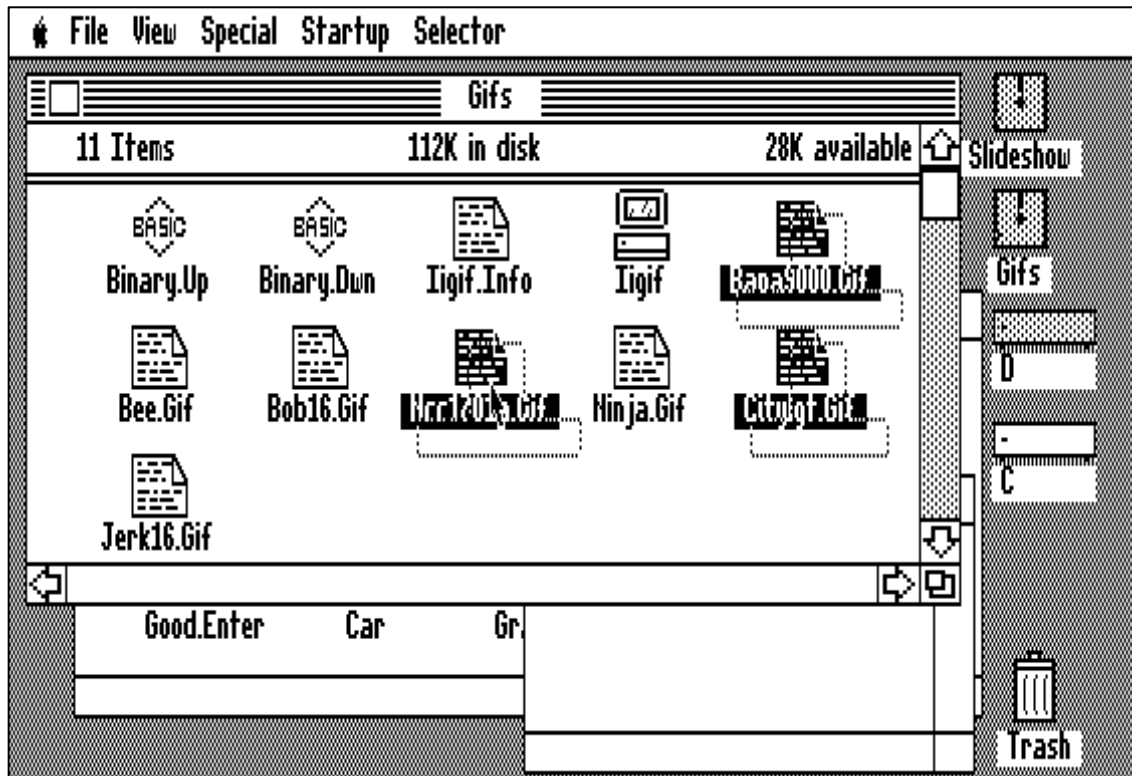 File View Special Startup Selector
Gifs
11 Items 112K in disk 28K available
Slideshow
BASIC BASIC
Binary.Up Binary.Dwn Iigif.Info Iigif
Gifs
D
Bee.Gif Bob16.Gif Ninja.Gif
C
Jerk16.Gif
Good.Enter Car Gr.
Trash